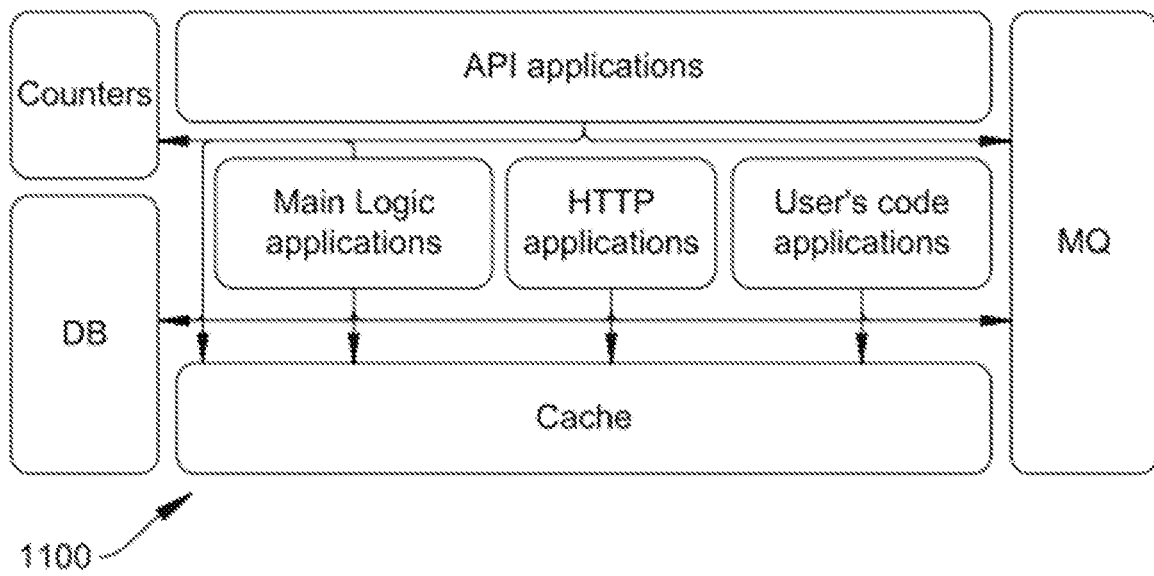 Counters
API applications
Main Logic
applications
HTTP
applications
User's code
applications
MQ
DB
Cache
1100